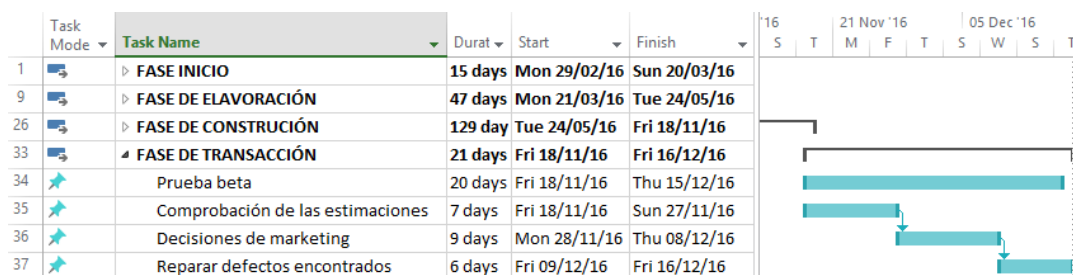 Task Mode Task Name Durat Start Finish '16 21 Nov '16 05 Dec '16
S T M F T S W S T
1 FASE INICIO 15 days Mon 29/02/16 Sun 20/03/16
9 FASE DE ELAVORACIÓN 47 days Mon 21/03/16 Tue 24/05/16
26 FASE DE CONSTRUCIÓN 129 day Tue 24/05/16 Fri 18/11/16
33 FASE DE TRANSACCIÓN 21 days Fri 18/11/16 Fri 16/12/16
34 Prueba beta 20 days Fri 18/11/16 Thu 15/12/16
35 Comprobación de las estimaciones 7 days Fri 18/11/16 Sun 27/11/16
36 Decisiones de marketing 9 days Mon 28/11/16 Thu 08/12/16
37 Reparar defectos encontrados 6 days Fri 09/12/16 Fri 16/12/16